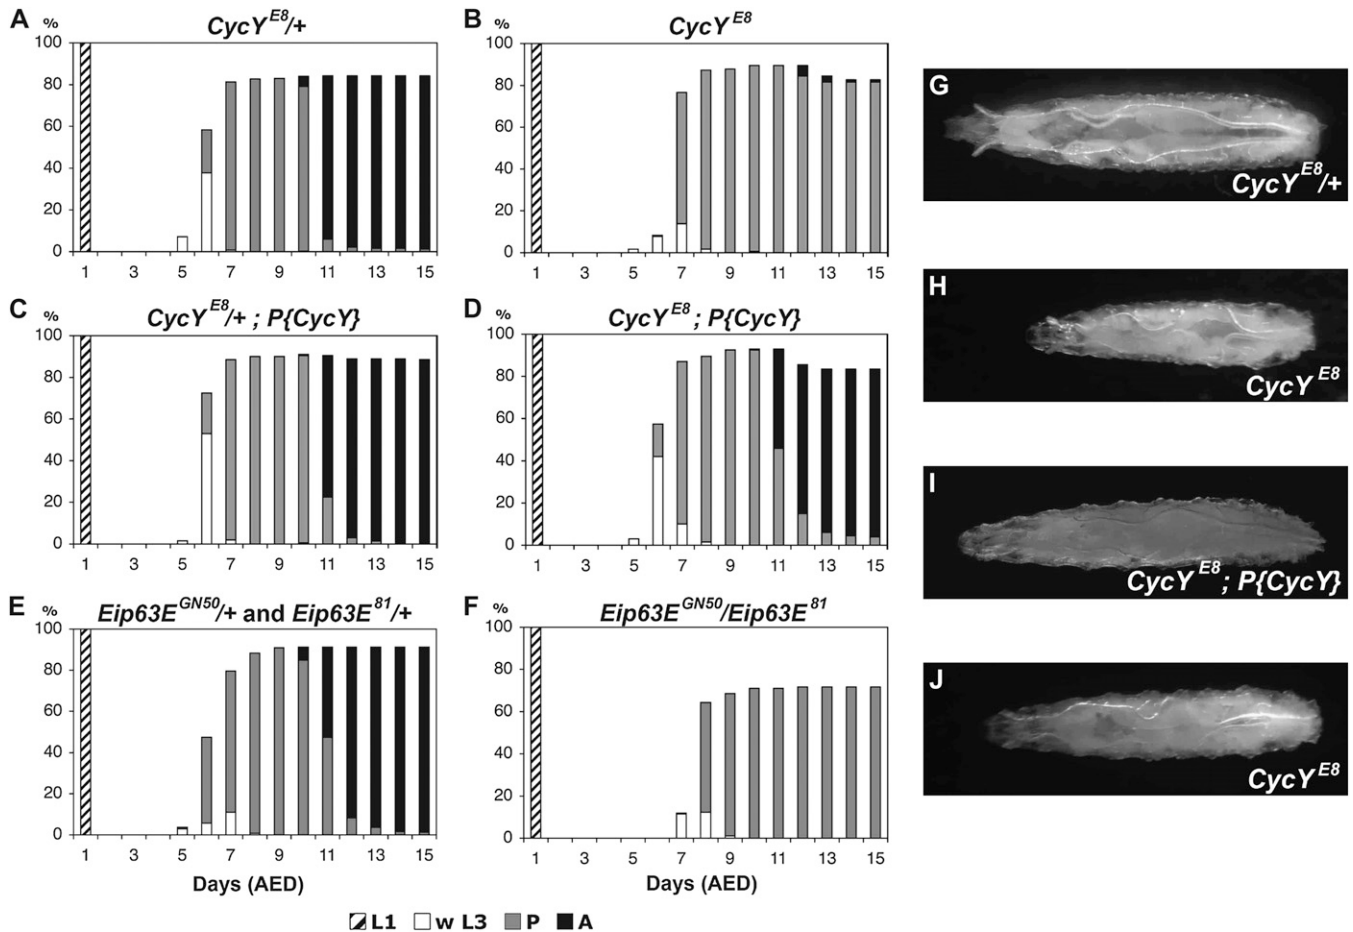 A % CycY^E8/+
100
80
60
40
20
0
1 3 5 7 9 11 13 15
B % CycY^E8
100
80
60
40
20
0
1 3 5 7 9 11 13 15
C % CycY^E8/+ ; P{CycY}
100
80
60
40
20
0
1 3 5 7 9 11 13 15
D % CycY^E8 ; P{CycY}
100
80
60
40
20
0
1 3 5 7 9 11 13 15
E % Eip63E^GN50/+ and Eip63E^81/+
100
80
60
40
20
0
1 3 5 7 9 11 13 15
Days (AED)
F % Eip63E^GN50/Eip63E^81
100
80
60
40
20
0
1 3 5 7 9 11 13 15
Days (AED)
L1 w L3 P A
G
CycY^E8/+
H
CycY^E8
I
CycY^E8; P{CycY}
J
CycY^E8